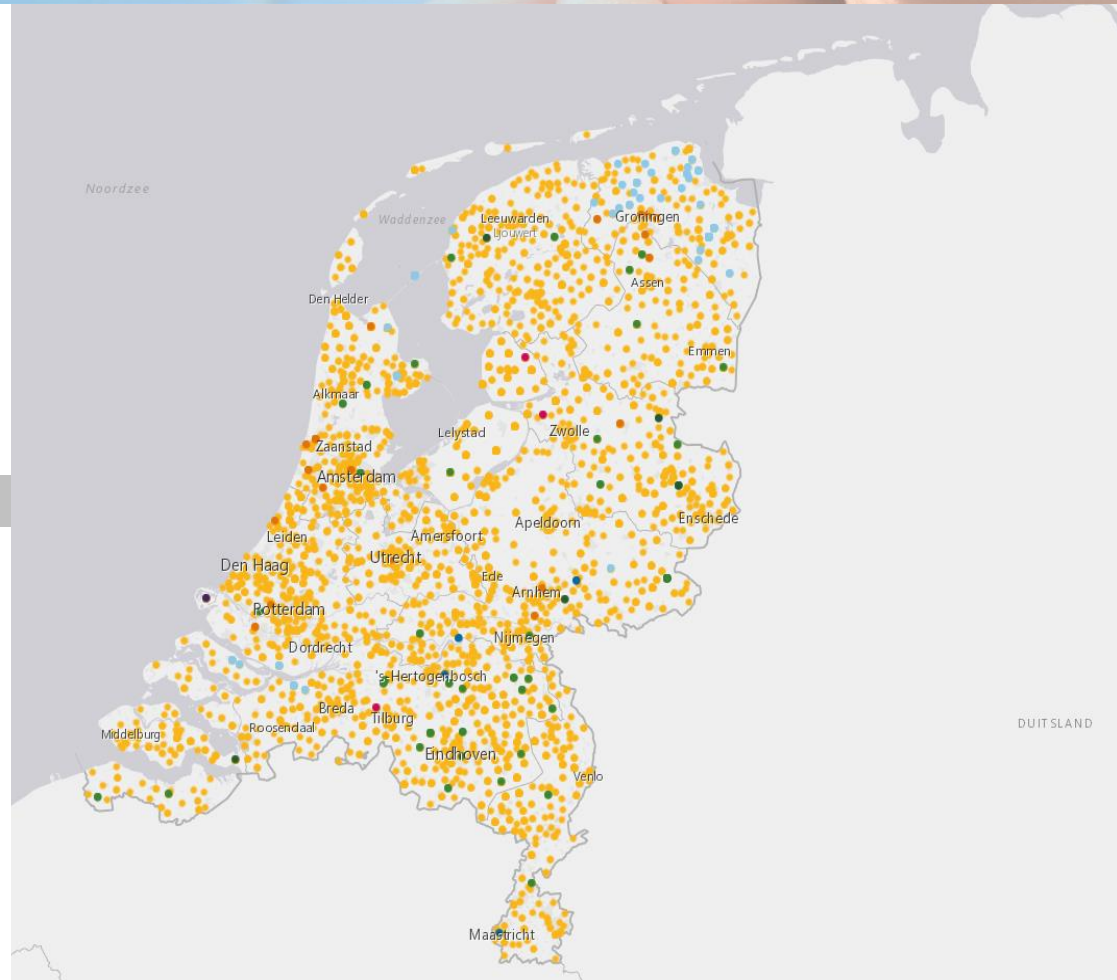 Noordzee
Waddenzee
Leeuwarden
Ljouwert
Groningen
Assen
Den Helder
Emmen
Alkmaar
Lelystad
Zwolle
Zaanstad
Amsterdam
Apeldoorn
Enschede
Leiden
Amersfoort
Utrecht
Den Haag
Ede
Arnhem
Rotterdam
Nijmegen
Dordrecht
's-Hertogenbosch
Breda
Tilburg
Roosendaal
Middelburg
DUITSLAND
Eindhoven
Venlo
Maastricht